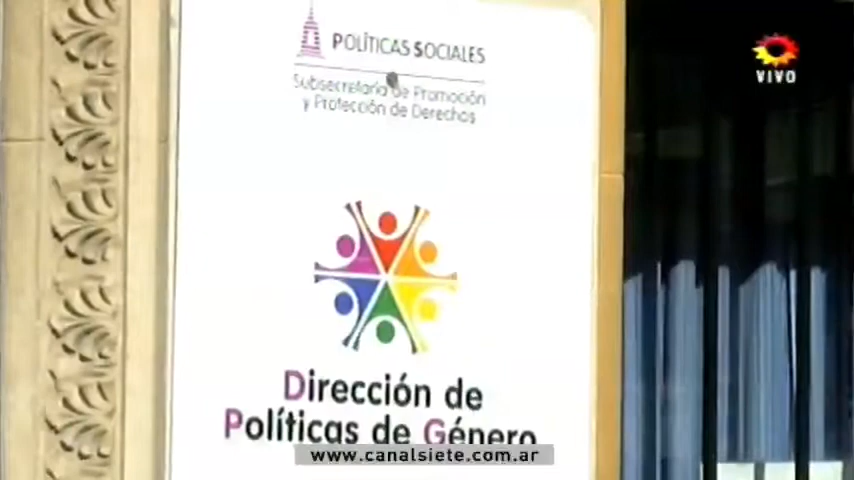 POLÍTICAS SOCIALES
Subsecretaría de Promoción
y Protección de Derechos
VIVO
Dirección de
Políticas de Género
www.canalsiete.com.ar